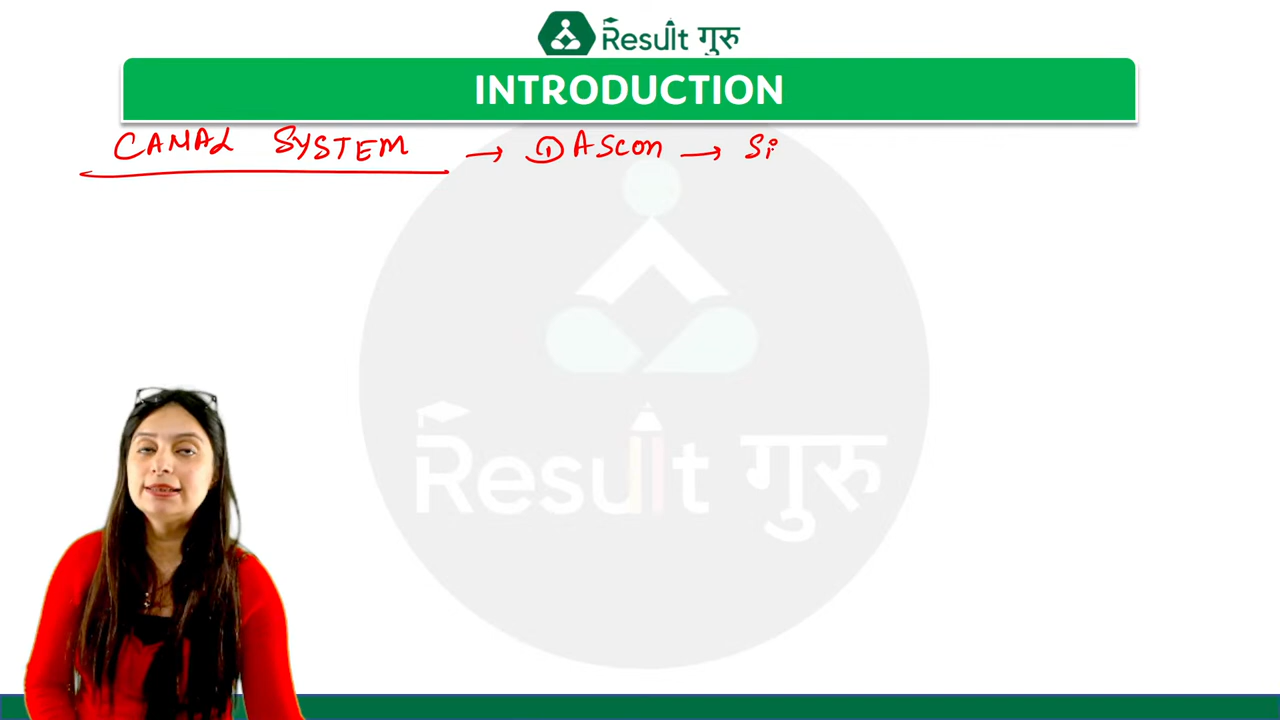 Result गुरु
INTRODUCTION
CANAL SYSTEM → ① Ascon → Si
Result गुरु